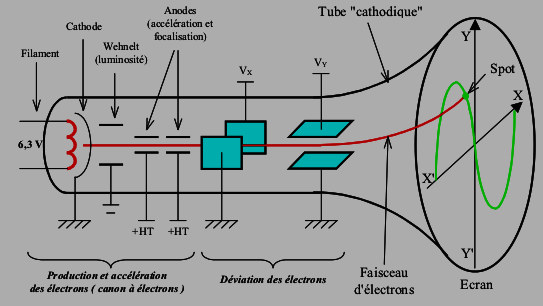 Tube "cathodique"
Anodes
(accélération et
focalisation)
Cathode
Wehnelt
(luminosité)
Filament
VX
VY
Y
Spot
X
6,3 V
X'
+HT
+HT
Y'
Ecran
Faisceau
d'électrons
Production et accélération
des électrons ( canon à électrons )
Déviation des électrons